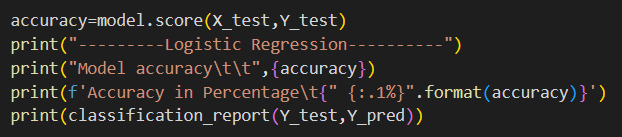 accuracy=model.score(X_test,Y_test)
print("---------Logistic Regression----------")
print("Model accuracy\t\t",{accuracy})
print(f'Accuracy in Percentage\t{" {:.1%}".format(accuracy)}')
print(classification_report(Y_test,Y_pred))